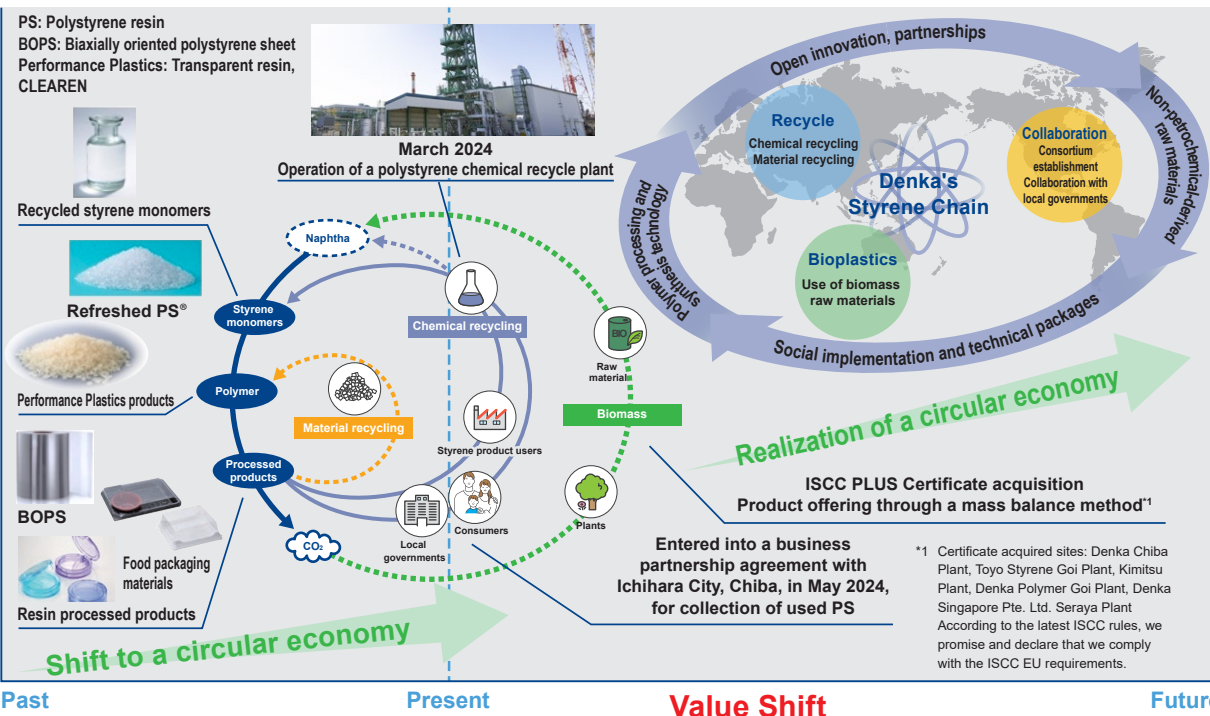 PS: Polystyrene resin
BOPS: Biaxially oriented polystyrene sheet
Performance Plastics: Transparent resin,
CLEAREN
March 2024
Operation of a polystyrene chemical recycle plant
Recycled styrene monomers
Refreshed PS®
Performance Plastics products
BOPS
Food packaging
materials
Resin processed products
Naphtha
Styrene
monomers
Polymer
Processed
products
CO₂
Chemical recycling
Material recycling
Styrene product users
Consumers
Local
governments
BIO
Raw
material
Biomass
Plants
Open innovation, partnerships
Non-petrochemical-derived
raw materials
Social implementation and technical packages
Polymer processing and
synthesis technology
Recycle
Chemical recycling
Material recycling
Collaboration
Consortium
establishment
Collaboration with
local governments
Denka's
Styrene Chain
Bioplastics
Use of biomass
raw materials
Realization of a circular economy
ISCC PLUS Certificate acquisition
Product offering through a mass balance method*1
Entered into a business
partnership agreement with
Ichihara City, Chiba, in May 2024,
for collection of used PS
*1 Certificate acquired sites: Denka Chiba
Plant, Toyo Styrene Goi Plant, Kimitsu
Plant, Denka Polymer Goi Plant, Denka
Singapore Pte. Ltd. Seraya Plant
According to the latest ISCC rules, we
promise and declare that we comply
with the ISCC EU requirements.
Shift to a circular economy
Past
Present
Value Shift
Future